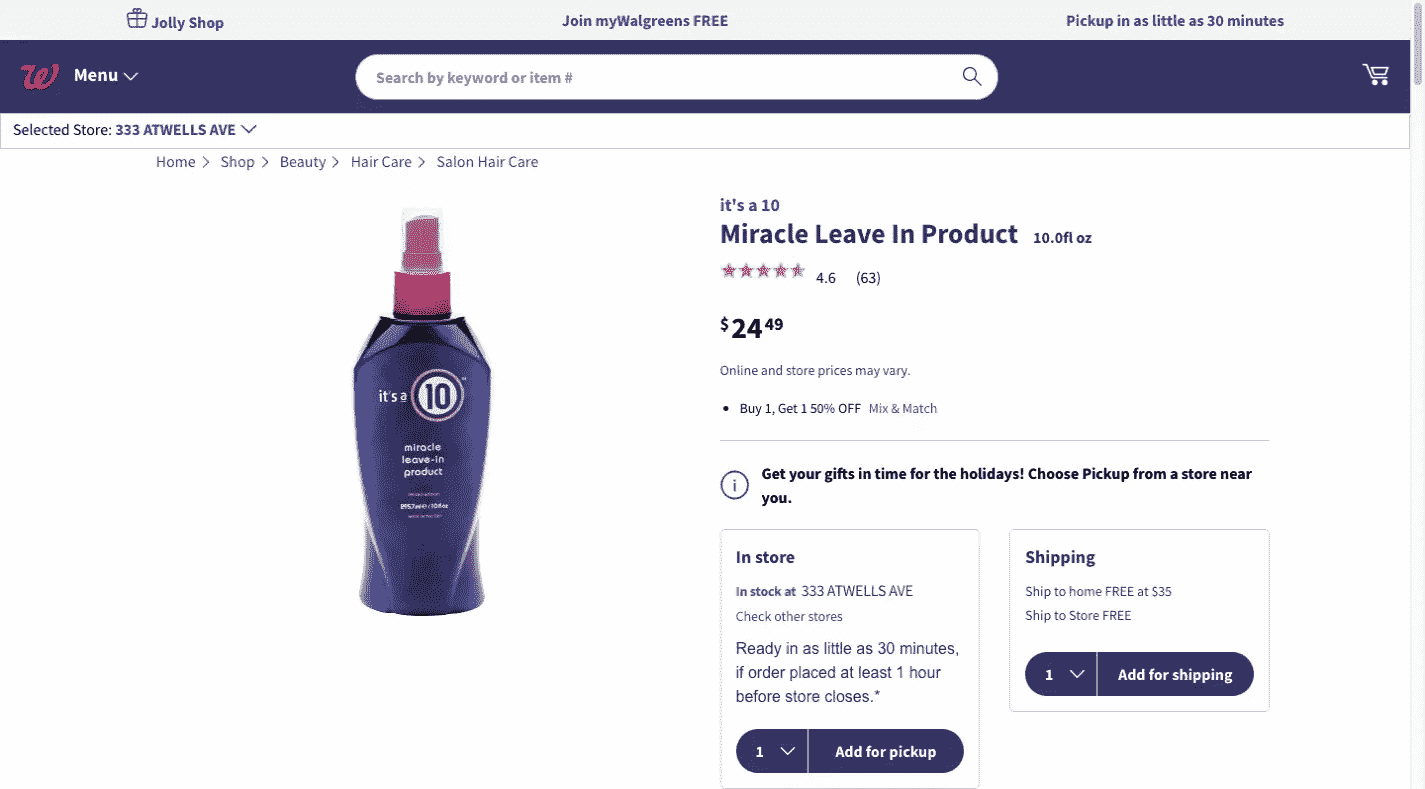 Jolly Shop
Join myWalgreens FREE
Pickup in as little as 30 minutes
Menu
Search by keyword or item #
Selected Store: 333 ATWELLS AVE
Home > Shop > Beauty > Hair Care > Salon Hair Care
it's a 10
miracle
leave-in
product
it's a 10
Miracle Leave In Product 10.0fl oz
4.6 (63)
$24 49
Online and store prices may vary.
• Buy 1, Get 1 50% OFF Mix & Match
Get your gifts in time for the holidays! Choose Pickup from a store near
you.
In store
In stock at 333 ATWELLS AVE
Check other stores
Ready in as little as 30 minutes,
if order placed at least 1 hour
before store closes.*
1 Add for pickup
Shipping
Ship to home FREE at $35
Ship to Store FREE
1 Add for shipping